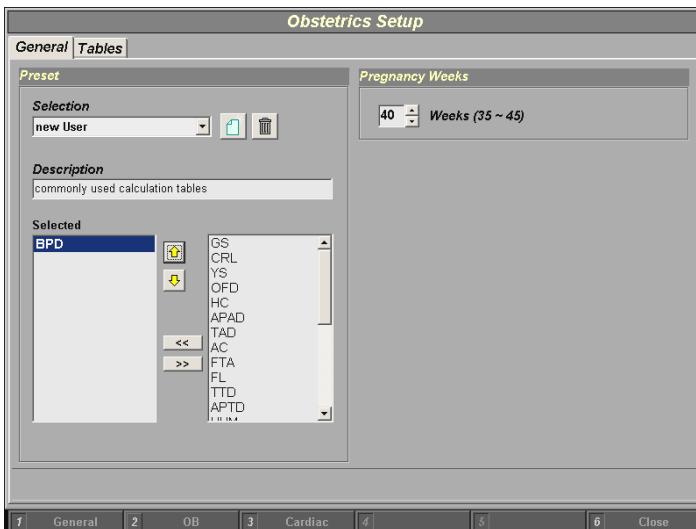 Obstetrics Setup
General Tables
Preset
Selection
new User
Description
commonly used calculation tables
Selected
BPD
GS
CRL
YS
OFD
HC
APAD
TAD
AC
FTA
FL
TTD
APTD
<<
>>
Pregnancy Weeks
40 Weeks (35 ~ 45)
1 General 2 OB 3 Cardiac 4 5 6 Close